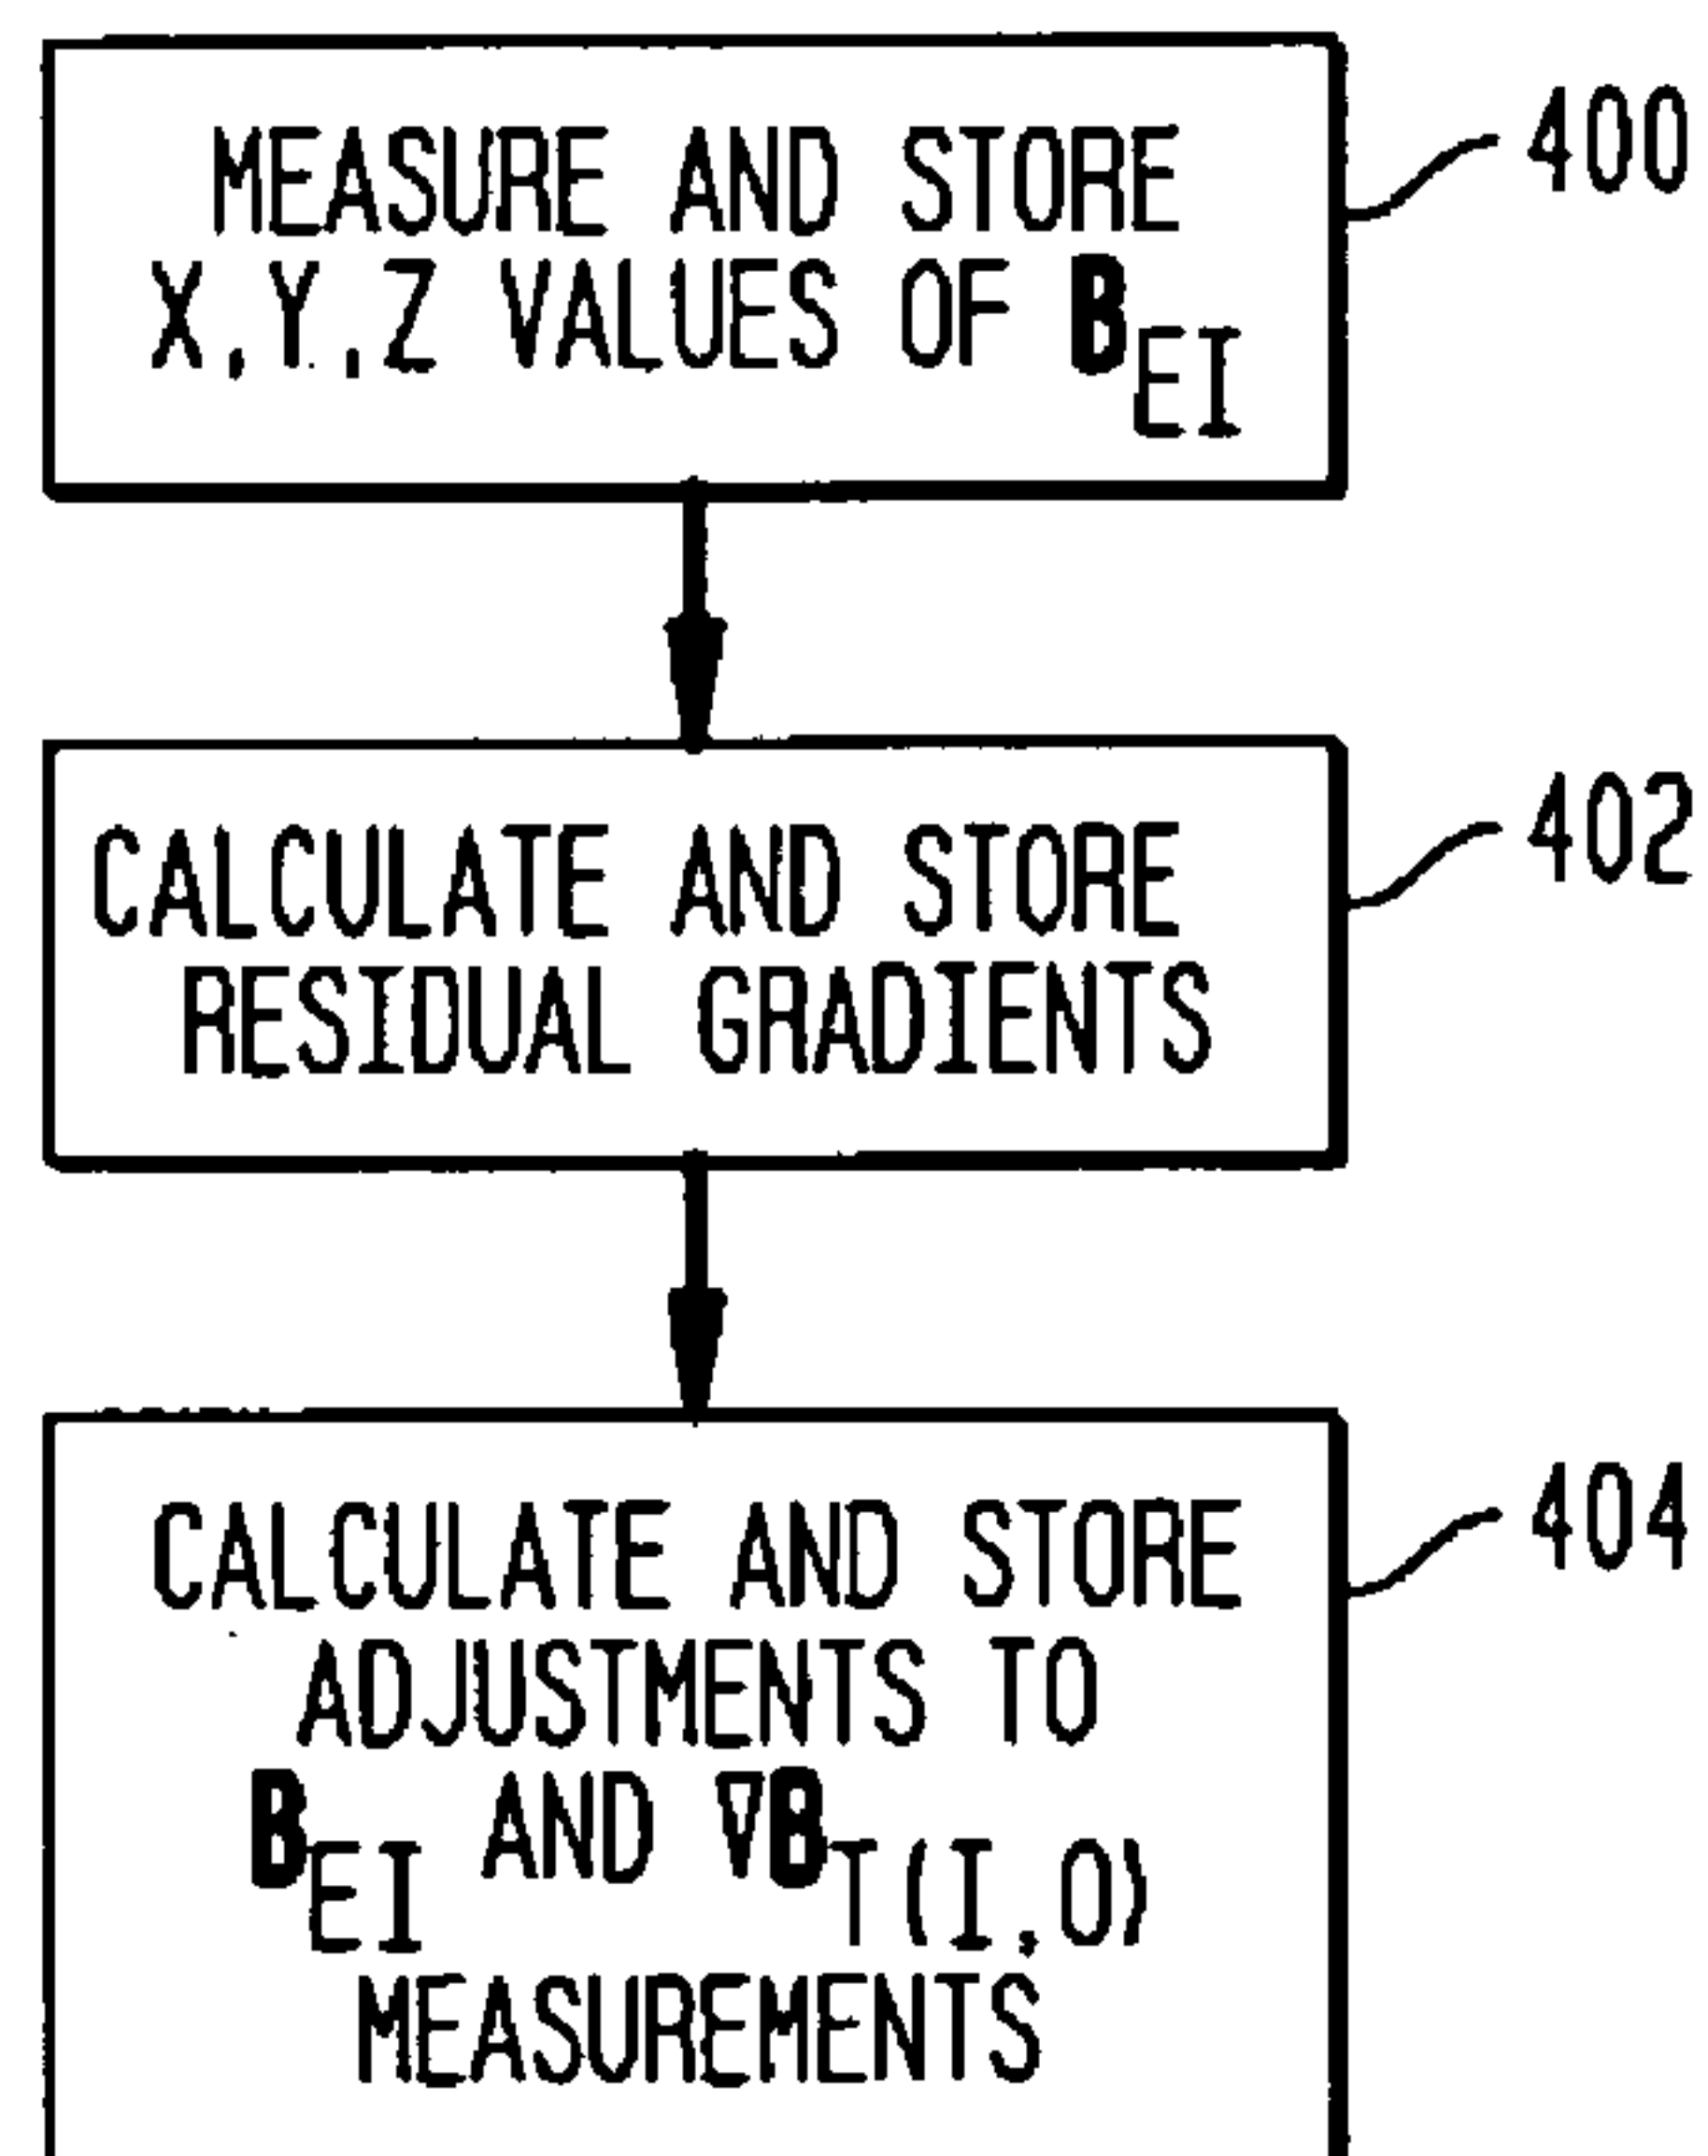 MEASURE AND STORE
X,Y,Z VALUES OF B_EI
400
CALCULATE AND STORE
RESIDUAL GRADIENTS
402
CALCULATE AND STORE
ADJUSTMENTS TO
B_EI AND ∇B_T(I,0)
MEASUREMENTS
404